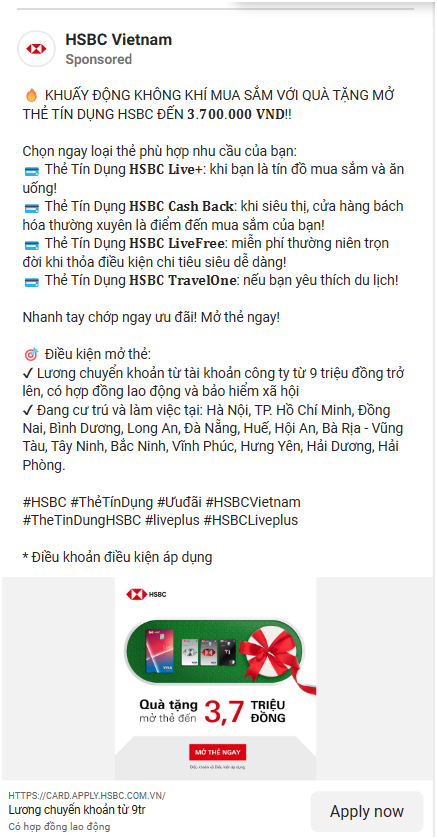 HSBC Vietnam
Sponsored
🔥 KHUẤY ĐỘNG KHÔNG KHÍ MUA SẮM VỚI QUÀ TẶNG MỞ
THẺ TÍN DỤNG HSBC ĐẾN 𝟑.𝟕𝟎𝟎.𝟎𝟎𝟎 𝐕𝐍𝐃!!
Chọn ngay loại thẻ phù hợp nhu cầu của bạn:
💳 Thẻ Tín Dụng 𝐇𝐒𝐁𝐂 𝐋𝐢𝐯𝐞+: khi bạn là tín đồ mua sắm và ăn
uống!
💳 Thẻ Tín Dụng 𝐇𝐒𝐁𝐂 𝐂𝐚𝐬𝐡 𝐁𝐚𝐜𝐤: khi siêu thị, cửa hàng bách
hóa thường xuyên là điểm đến mua sắm của bạn!
💳 Thẻ Tín Dụng 𝐇𝐒𝐁𝐂 𝐋𝐢𝐯𝐞𝐅𝐫𝐞𝐞: miễn phí thường niên trọn
đời khi thỏa điều kiện chi tiêu siêu dễ dàng!
💳 Thẻ Tín Dụng 𝐇𝐒𝐁𝐂 𝐓𝐫𝐚𝐯𝐞𝐥𝐎𝐧𝐞: nếu bạn yêu thích du lịch!
Nhanh tay chớp ngay ưu đãi! Mở thẻ ngay!
🎯 Điều kiện mở thẻ:
✔ Lương chuyển khoản từ tài khoản công ty từ 9 triệu đồng trở
lên, có hợp đồng lao động và bảo hiểm xã hội
✔ Đang cư trú và làm việc tại: Hà Nội, TP. Hồ Chí Minh, Đồng
Nai, Bình Dương, Long An, Đà Nẵng, Huế, Hội An, Bà Rịa - Vũng
Tàu, Tây Ninh, Bắc Ninh, Vĩnh Phúc, Hưng Yên, Hải Dương, Hải
Phòng.
#HSBC #ThẻTínDụng #Ưuđãi #HSBCVietnam
#TheTinDungHSBC #liveplus #HSBCLiveplus
* Điều khoản điều kiện áp dụng
HSBC
VISA
Quà tặng
mở thẻ đến
3,7 TRIỆU
ĐỒNG
MỞ THẺ NGAY
Điều khoản và Điều kiện áp dụng
HTTPS://CARD.APPLY.HSBC.COM.VN/
Lương chuyển khoản từ 9tr
Có hợp đồng lao động
Apply now